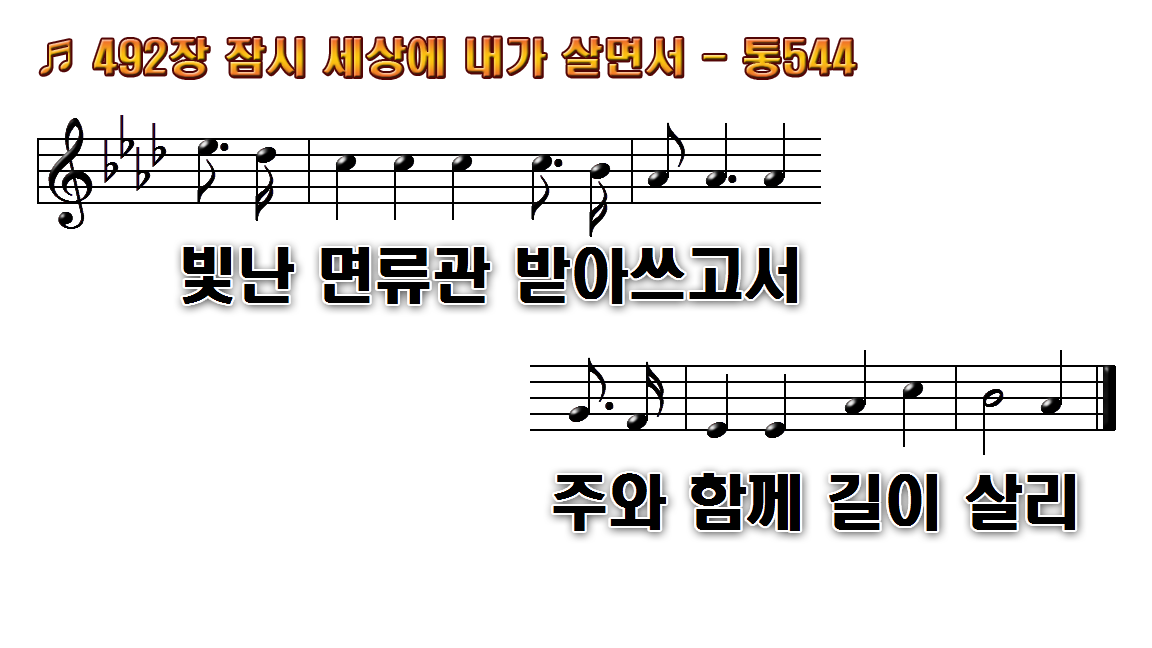 ♬ 492장 잠시 세상에 내가 살면서 - 통544
빛난 면류관 받아쓰고서
주와 함께 길이 살리